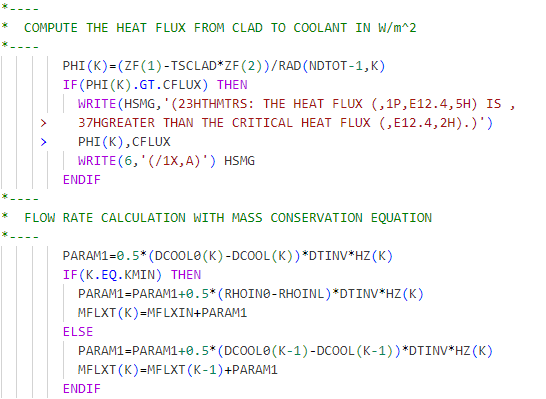 *----
*  COMPUTE THE HEAT FLUX FROM CLAD TO COOLANT IN W/m^2
*----
        PHI(K)=(ZF(1)-TSCLAD*ZF(2))/RAD(NDTOT-1,K)
        IF(PHI(K).GT.CFLUX) THEN
          WRITE(HSMG,'(23HTHMTRS: THE HEAT FLUX (,1P,E12.4,5H) IS ,
     >    37HGREATER THAN THE CRITICAL HEAT FLUX (,E12.4,2H).)')
     >    PHI(K),CFLUX
          WRITE(6,'(/1X,A)') HSMG
        ENDIF
*----
*  FLOW RATE CALCULATION WITH MASS CONSERVATION EQUATION
*----
        PARAM1=0.5*(DCOOL0(K)-DCOOL(K))*DTINV*HZ(K)
        IF(K.EQ.KMIN) THEN
          PARAM1=PARAM1+0.5*(RHOIN0-RHOINL)*DTINV*HZ(K)
          MFLXT(K)=MFLXIN+PARAM1
        ELSE
          PARAM1=PARAM1+0.5*(DCOOL0(K-1)-DCOOL(K-1))*DTINV*HZ(K)
          MFLXT(K)=MFLXT(K-1)+PARAM1
        ENDIF